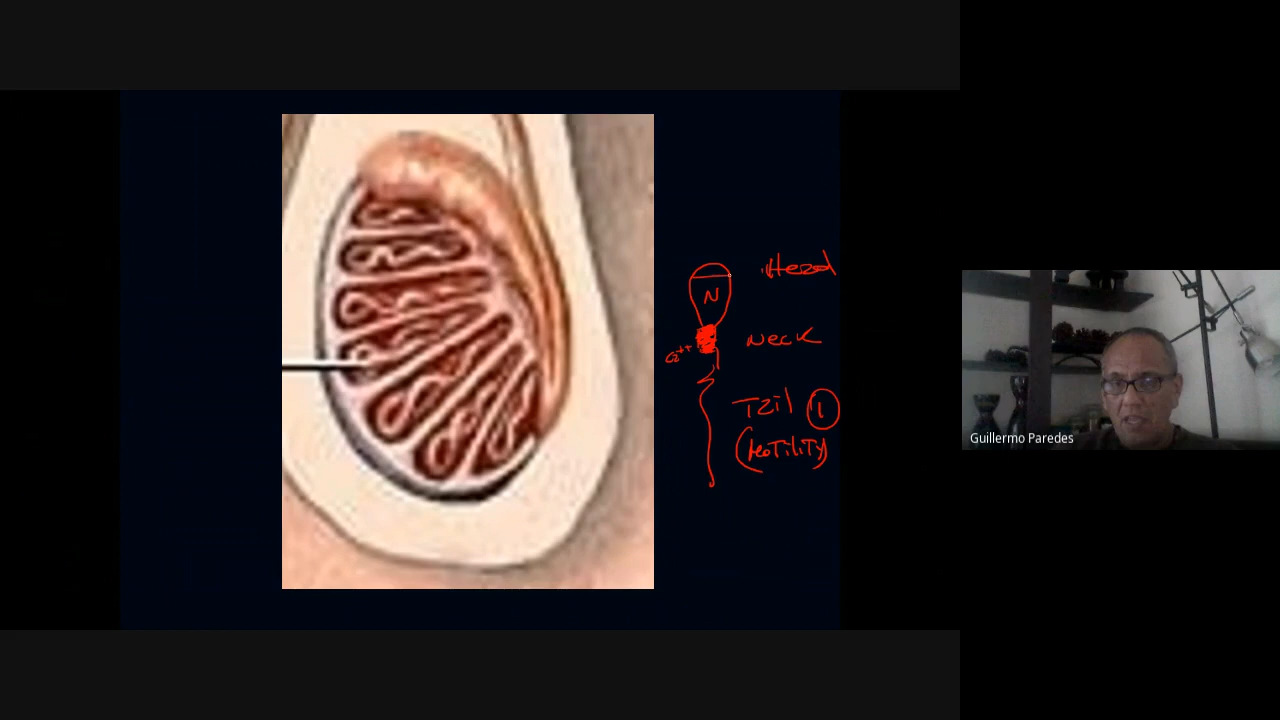 Head
N
Neck
Ca++
Tail 1
(Motility)
Guillermo Paredes